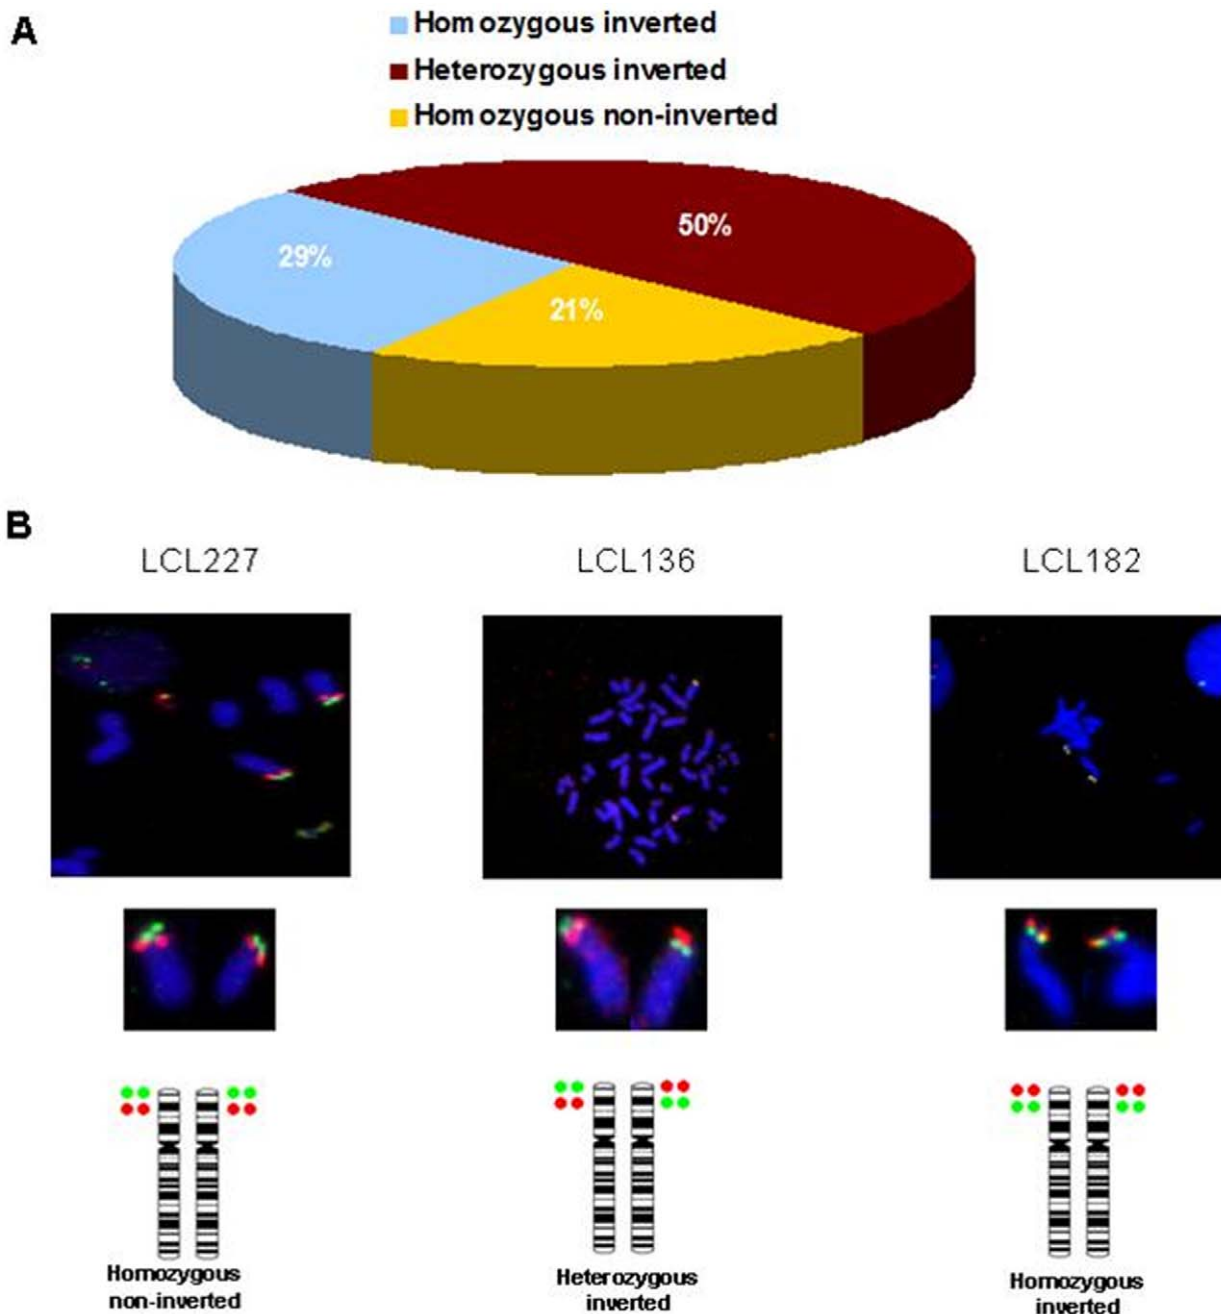 A
Homozygous inverted
Heterozygous inverted
Homozygous non-inverted
50%
29%
21%
B
LCL227
LCL136
LCL182
Homozygous
non-inverted
Heterozygous
inverted
Homozygous
inverted